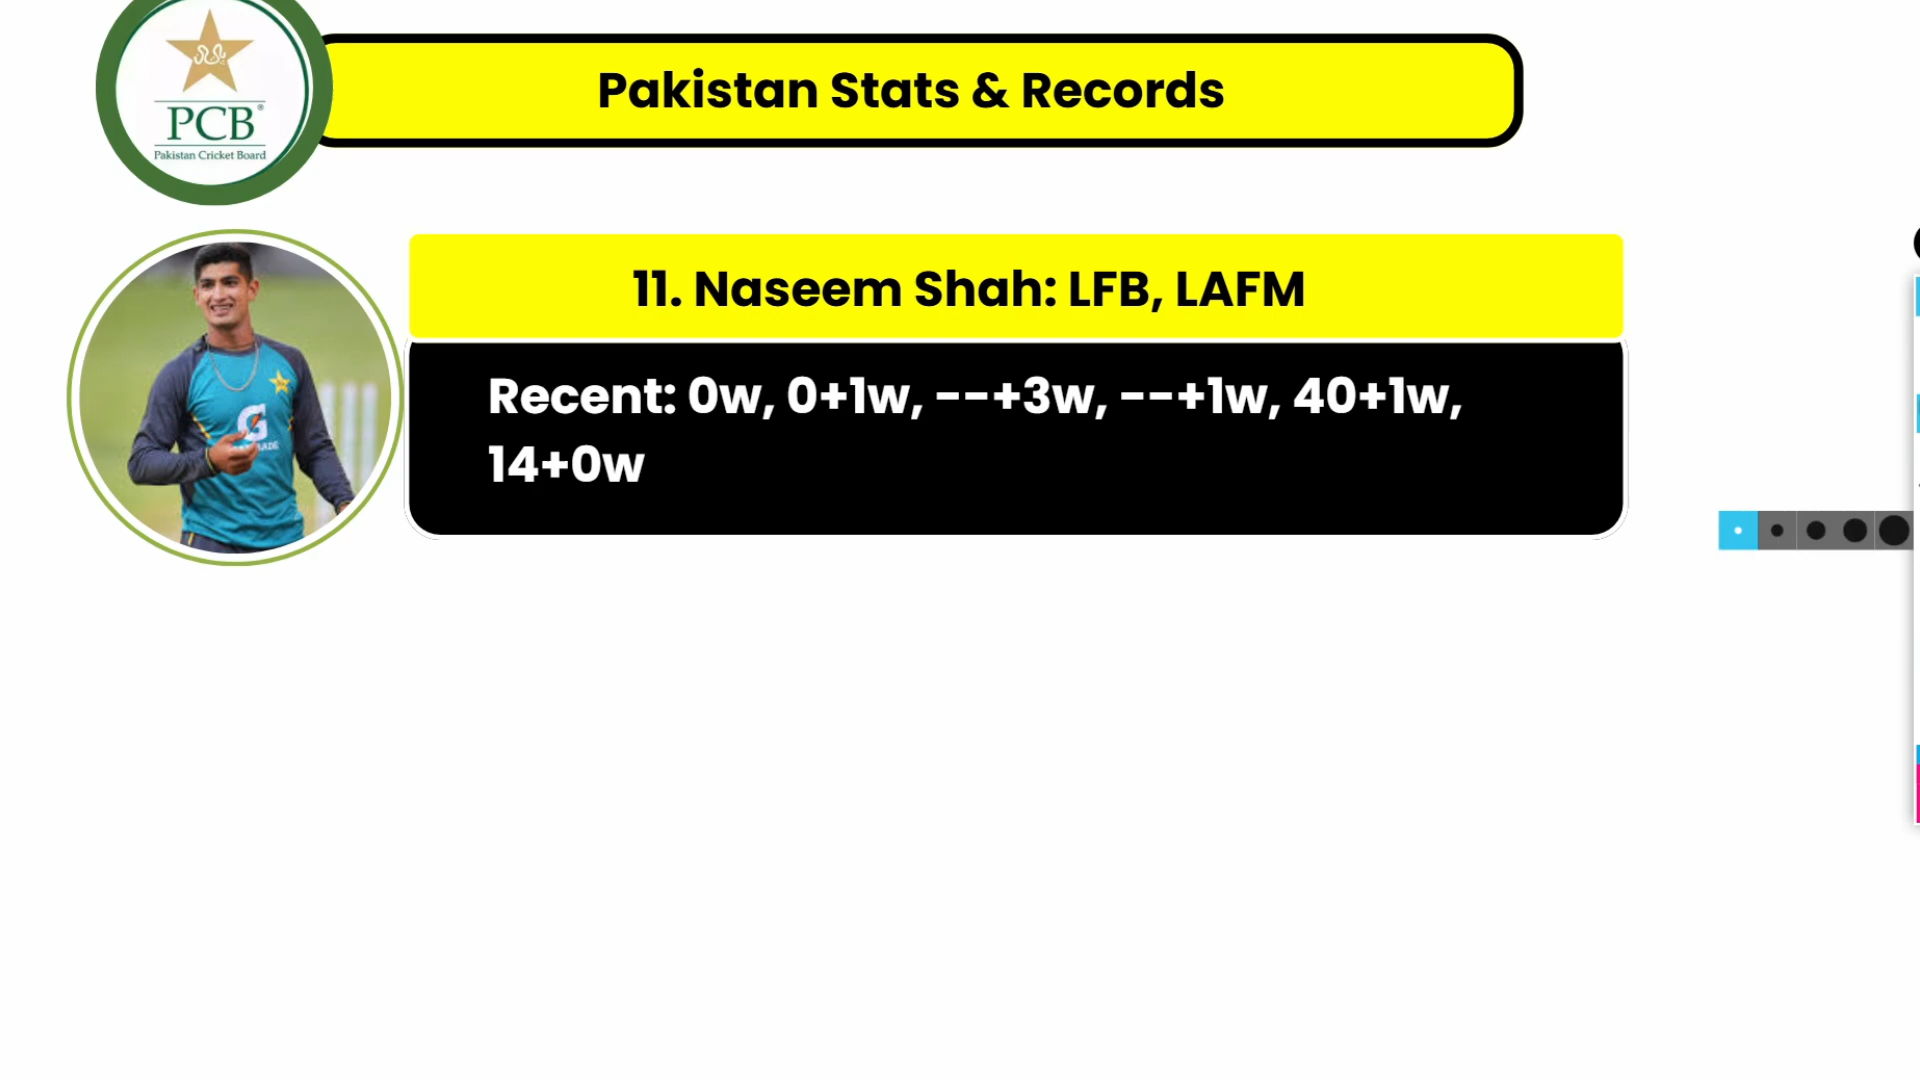 PCB
Pakistan Cricket Board
Pakistan Stats & Records
11. Naseem Shah: LFB, LAFM
Recent: 0w, 0+1w, --+3w, --+1w, 40+1w,
14+0w
G